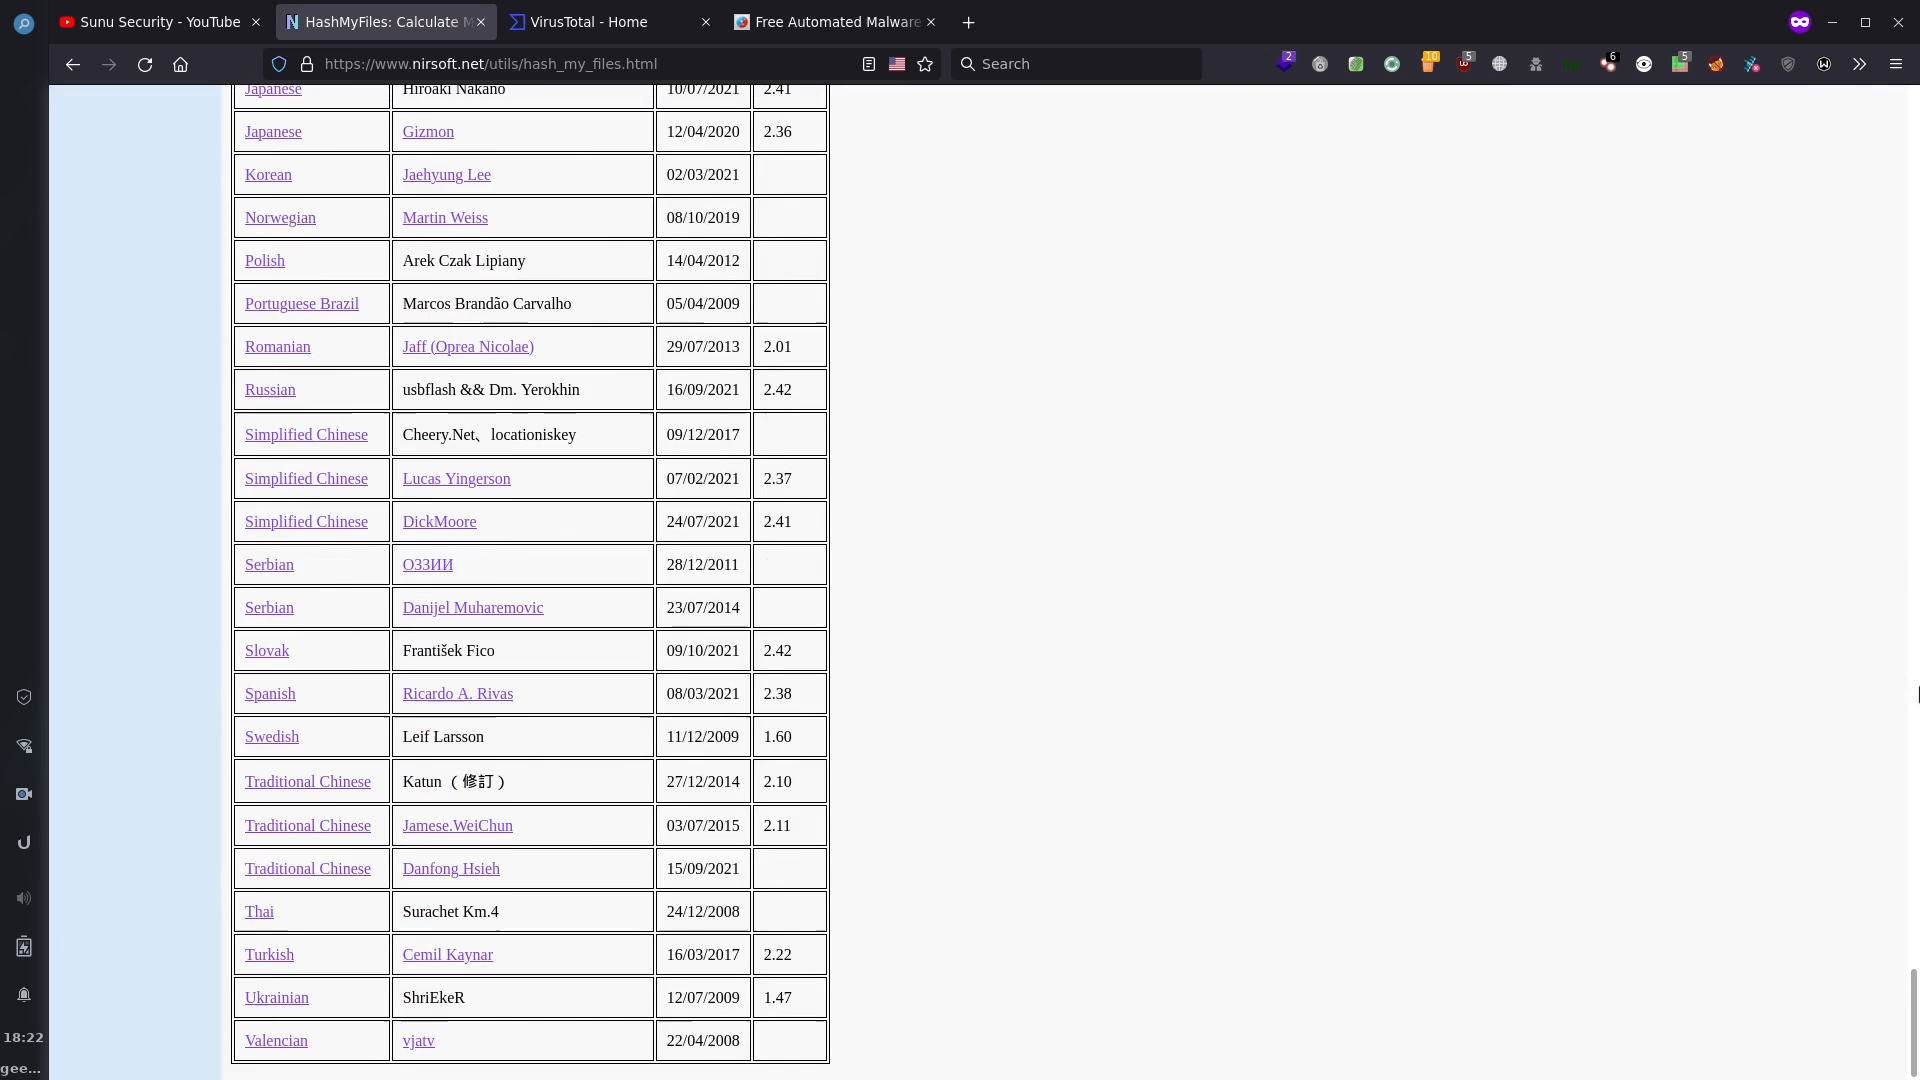 Sunu Security - YouTube
HashMyFiles: Calculate M
VirusTotal - Home
Free Automated Malware
https://www.nirsoft.net/utils/hash_my_files.html
Search
2
10
5
6
5
Japanese Hiroaki Nakano 10/07/2021 2.41
Japanese Gizmon 12/04/2020 2.36
Korean Jaehyung Lee 02/03/2021
Norwegian Martin Weiss 08/10/2019
Polish Arek Czak Lipiany 14/04/2012
Portuguese Brazil Marcos Brandão Carvalho 05/04/2009
Romanian Jaff (Oprea Nicolae) 29/07/2013 2.01
Russian usbflash && Dm. Yerokhin 16/09/2021 2.42
Simplified Chinese Cheery.Net、locationiskey 09/12/2017
Simplified Chinese Lucas Yingerson 07/02/2021 2.37
Simplified Chinese DickMoore 24/07/2021 2.41
Serbian ОЗЗИИ 28/12/2011
Serbian Danijel Muharemovic 23/07/2014
Slovak František Fico 09/10/2021 2.42
Spanish Ricardo A. Rivas 08/03/2021 2.38
Swedish Leif Larsson 11/12/2009 1.60
Traditional Chinese Katun （修訂） 27/12/2014 2.10
Traditional Chinese Jamese.WeiChun 03/07/2015 2.11
Traditional Chinese Danfong Hsieh 15/09/2021
Thai Surachet Km.4 24/12/2008
Turkish Cemil Kaynar 16/03/2017 2.22
Ukrainian ShriEkeR 12/07/2009 1.47
Valencian vjatv 22/04/2008
18:22
gee...